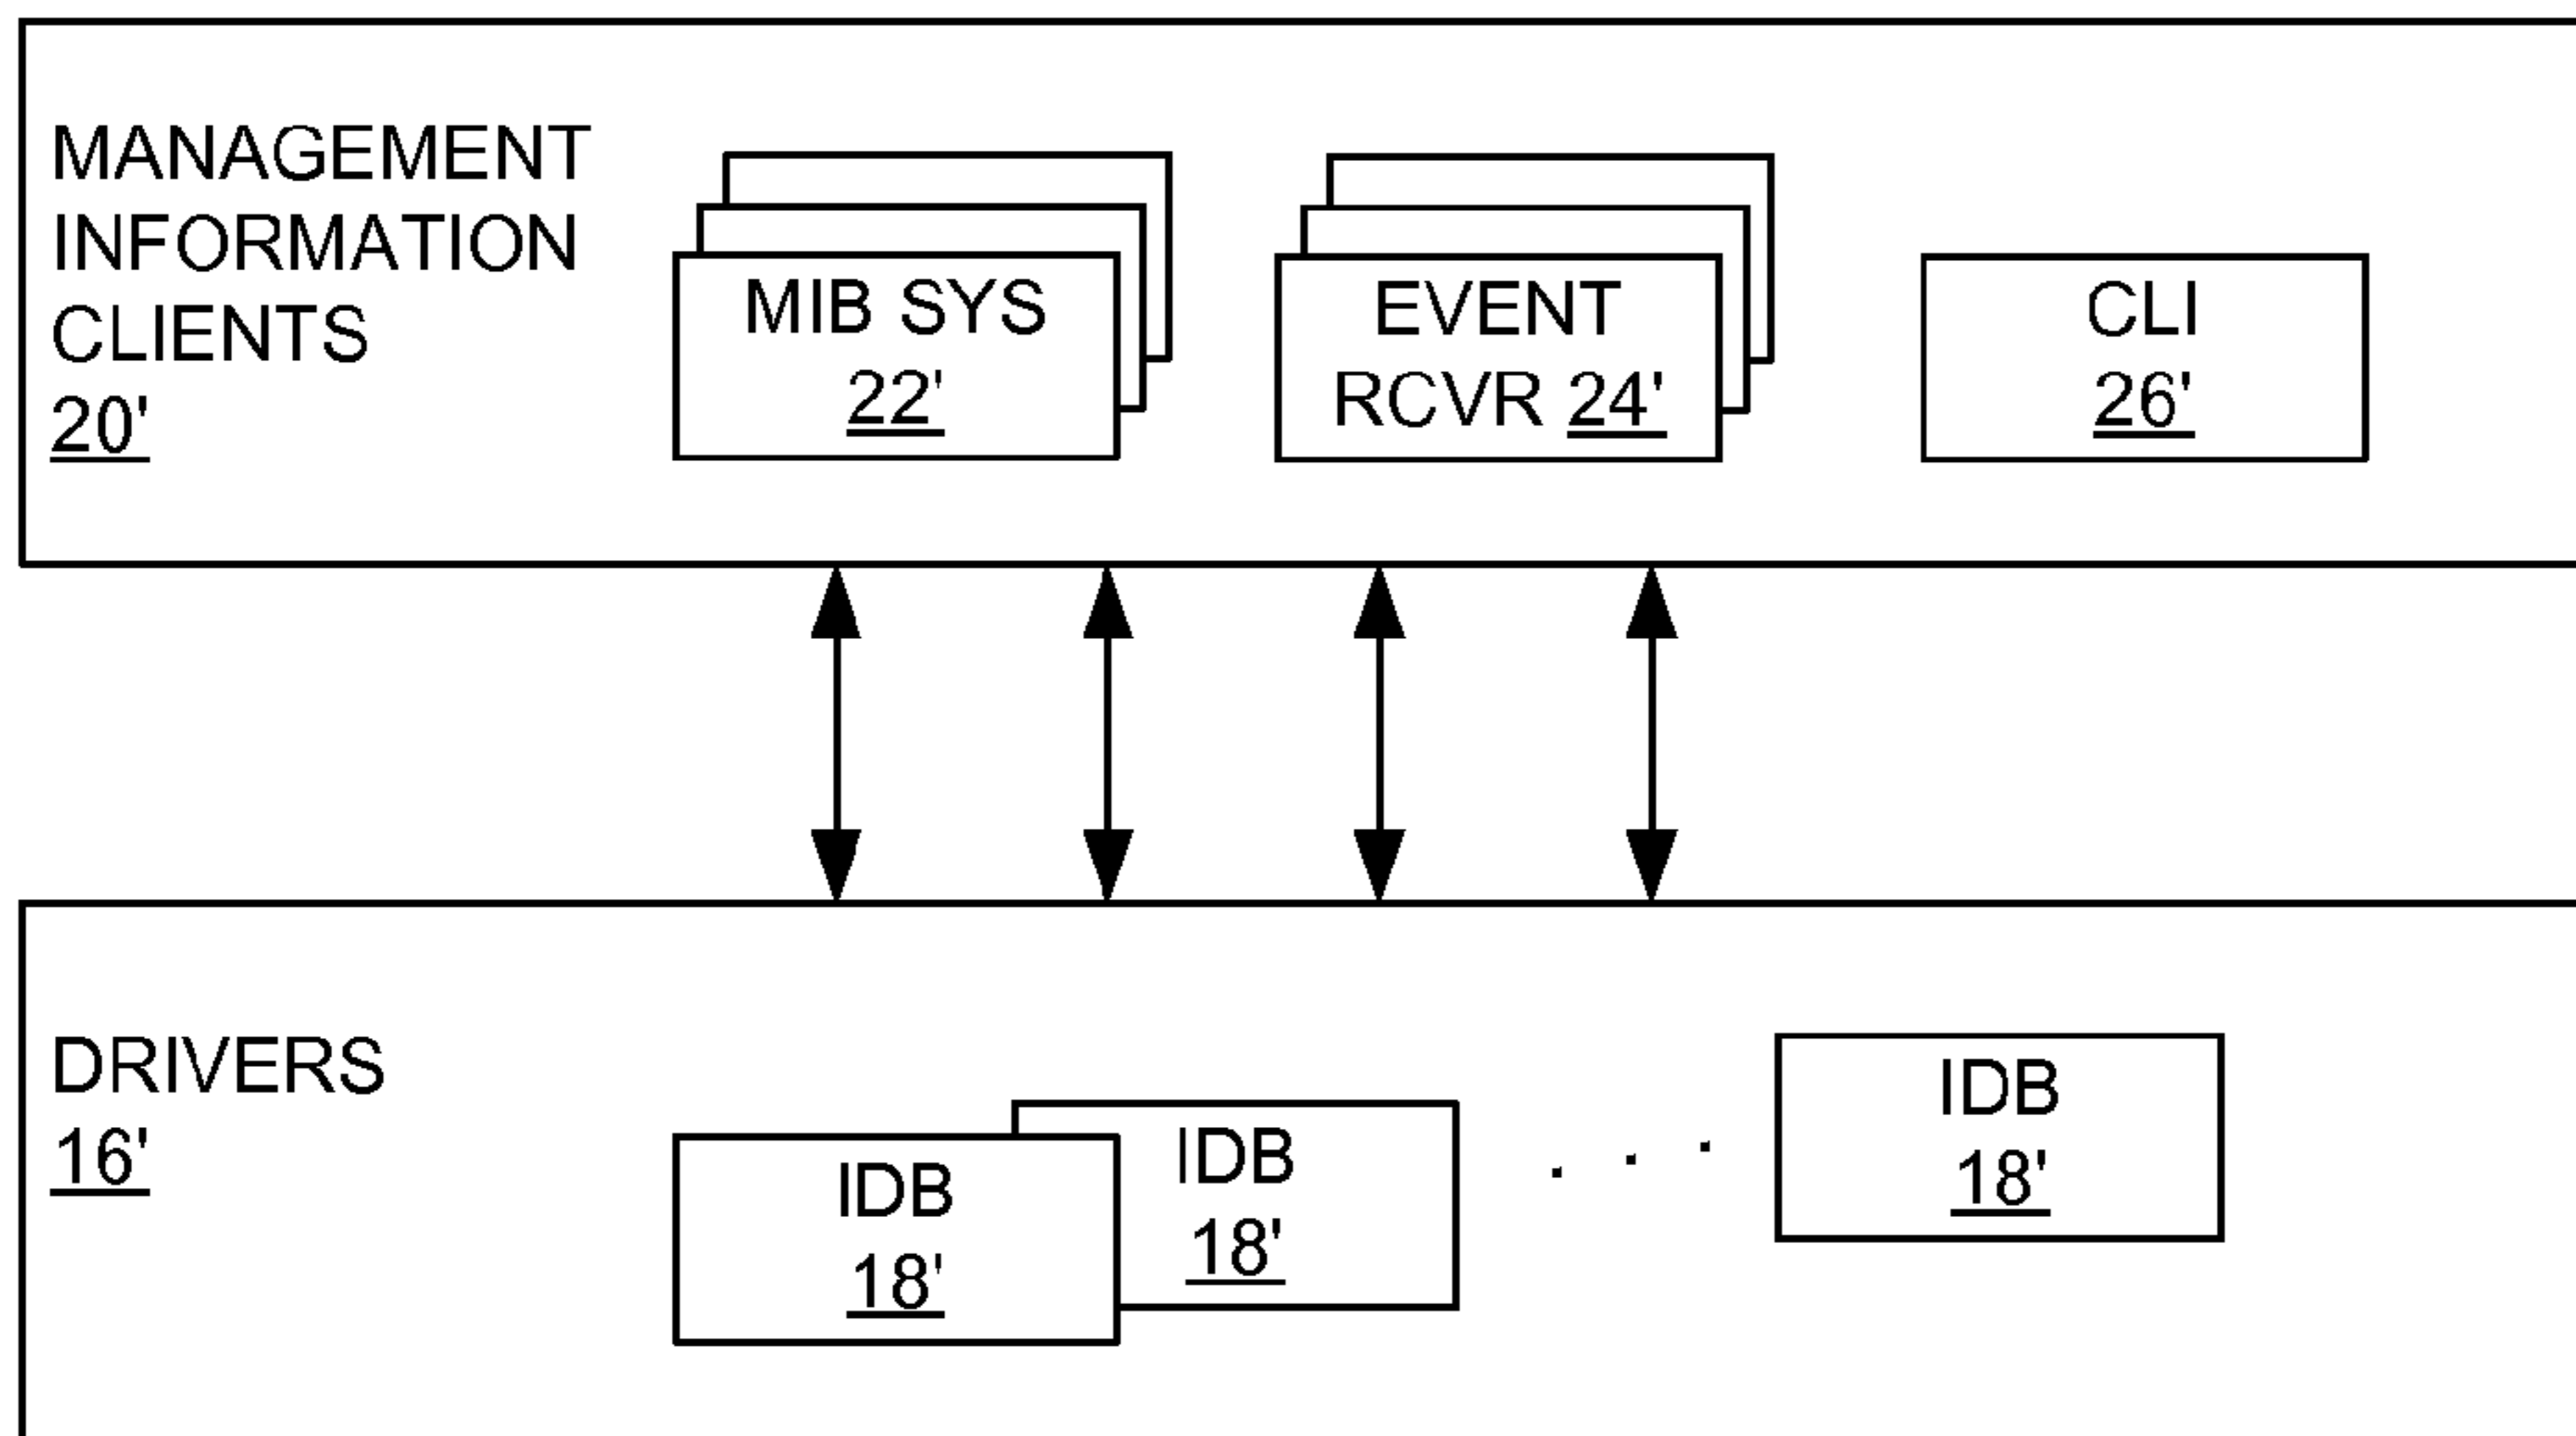 MANAGEMENT
INFORMATION
CLIENTS
20'
MIB SYS
22'
EVENT
RCVR 24'
CLI
26'
DRIVERS
16'
IDB
18'
IDB
18'
. . .
IDB
18'